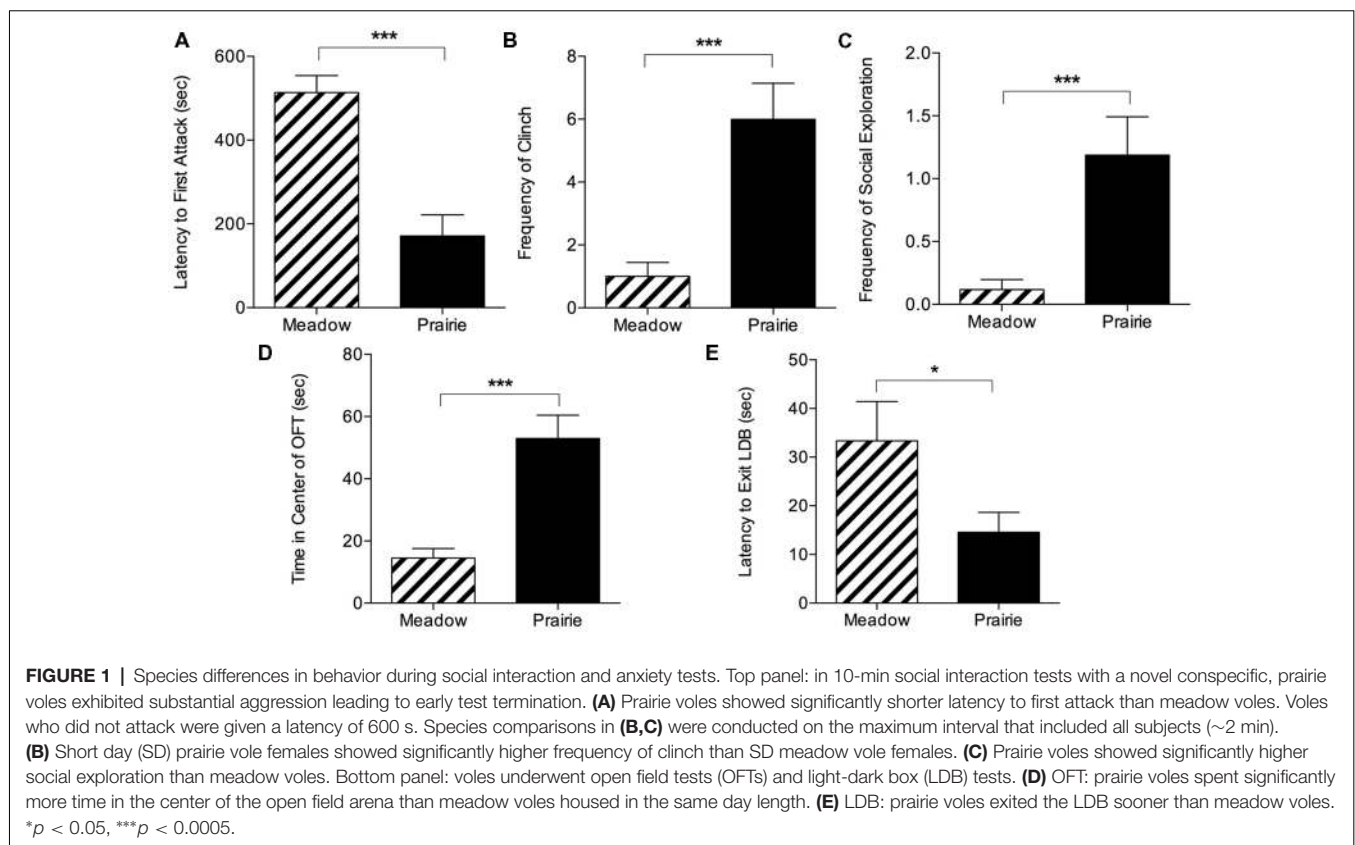 A
***
600
400
200
0
Latency to First Attack (sec)
Meadow Prairie
B
***
8
6
4
2
0
Frequency of Clinch
Meadow Prairie
C
***
2.0
1.5
1.0
0.5
0.0
Frequency of Social Exploration
Meadow Prairie
D
***
80
60
40
20
0
Time in Center of OFT (sec)
Meadow Prairie
E
*
50
40
30
20
10
0
Latency to Exit LDB (sec)
Meadow Prairie
FIGURE 1 | Species differences in behavior during social interaction and anxiety tests. Top panel: in 10-min social interaction tests with a novel conspecific, prairie
voles exhibited substantial aggression leading to early test termination. (A) Prairie voles showed significantly shorter latency to first attack than meadow voles. Voles
who did not attack were given a latency of 600 s. Species comparisons in (B,C) were conducted on the maximum interval that included all subjects (~2 min).
(B) Short day (SD) prairie vole females showed significantly higher frequency of clinch than SD meadow vole females. (C) Prairie voles showed significantly higher
social exploration than meadow voles. Bottom panel: voles underwent open field tests (OFTs) and light-dark box (LDB) tests. (D) OFT: prairie voles spent significantly
more time in the center of the open field arena than meadow voles housed in the same day length. (E) LDB: prairie voles exited the LDB sooner than meadow voles.
*p < 0.05, ***p < 0.0005.